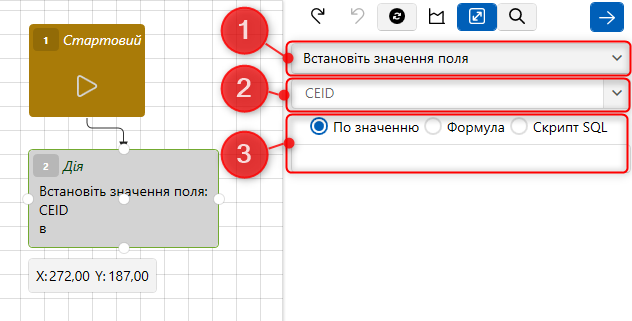 1 Стартовий
2 Дія
Встановіть значення поля:
CEID
в
X:272,00 Y:187,00
1
Встановіть значення поля
2
CEID
3
По значенню Формула Скрипт SQL